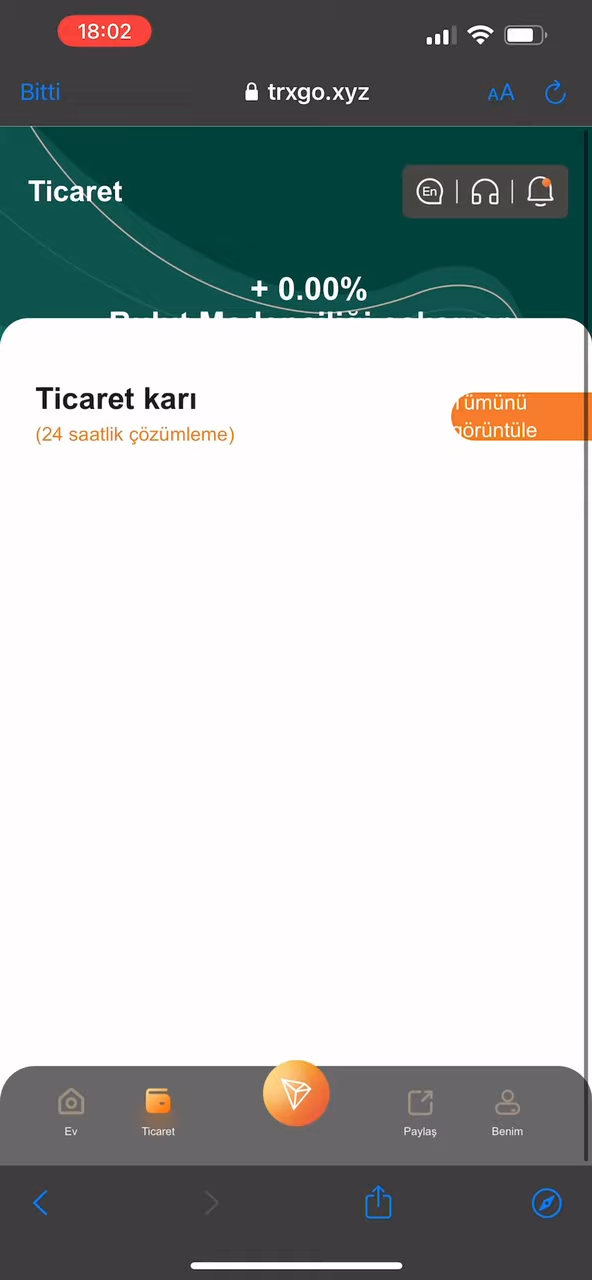 18:02
Bitti
trxgo.xyz
AA
Ticaret
En
+ 0.00%
Ticaret karı
(24 saatlik çözümleme)
Tümünü
görüntüle
Ev
Ticaret
Paylaş
Benim